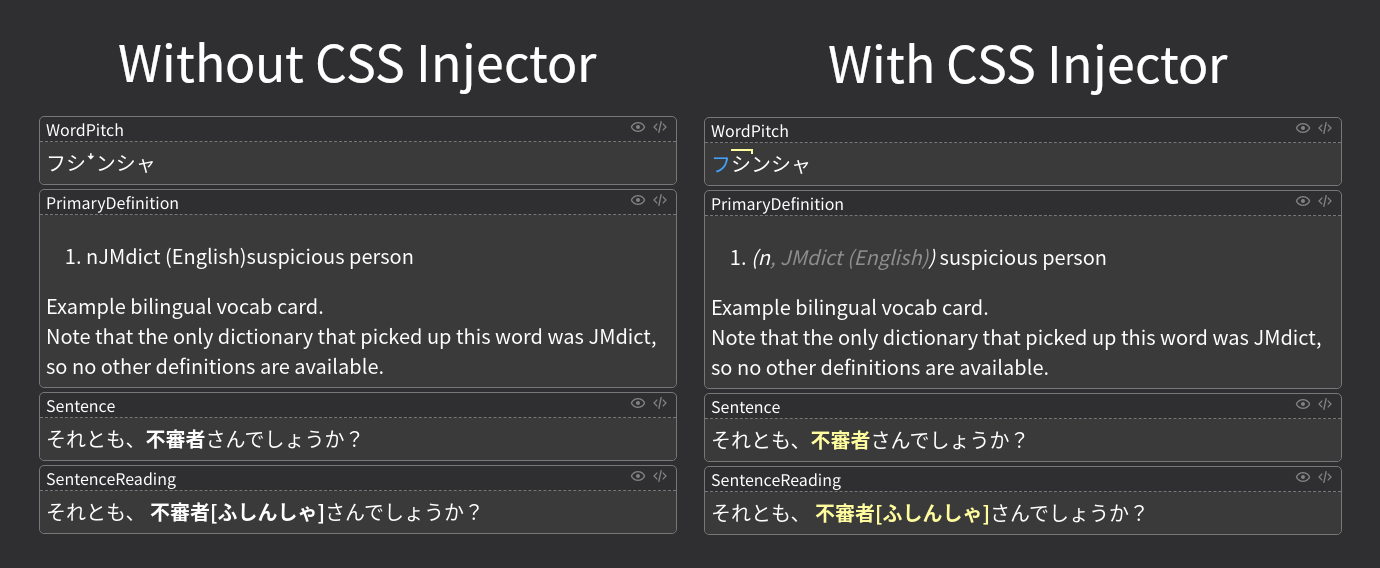 Without CSS Injector
WordPitch
フシꜜンシャ
PrimaryDefinition
1. nJMdict (English)suspicious person
Example bilingual vocab card.
Note that the only dictionary that picked up this word was JMdict,
so no other definitions are available.
Sentence
それとも、不審者さんでしょうか？
SentenceReading
それとも、 不審者[ふしんしゃ]さんでしょうか？
With CSS Injector
WordPitch
フシンシャ
PrimaryDefinition
1. (n, JMdict (English)) suspicious person
Example bilingual vocab card.
Note that the only dictionary that picked up this word was JMdict,
so no other definitions are available.
Sentence
それとも、不審者さんでしょうか？
SentenceReading
それとも、 不審者[ふしんしゃ]さんでしょうか？